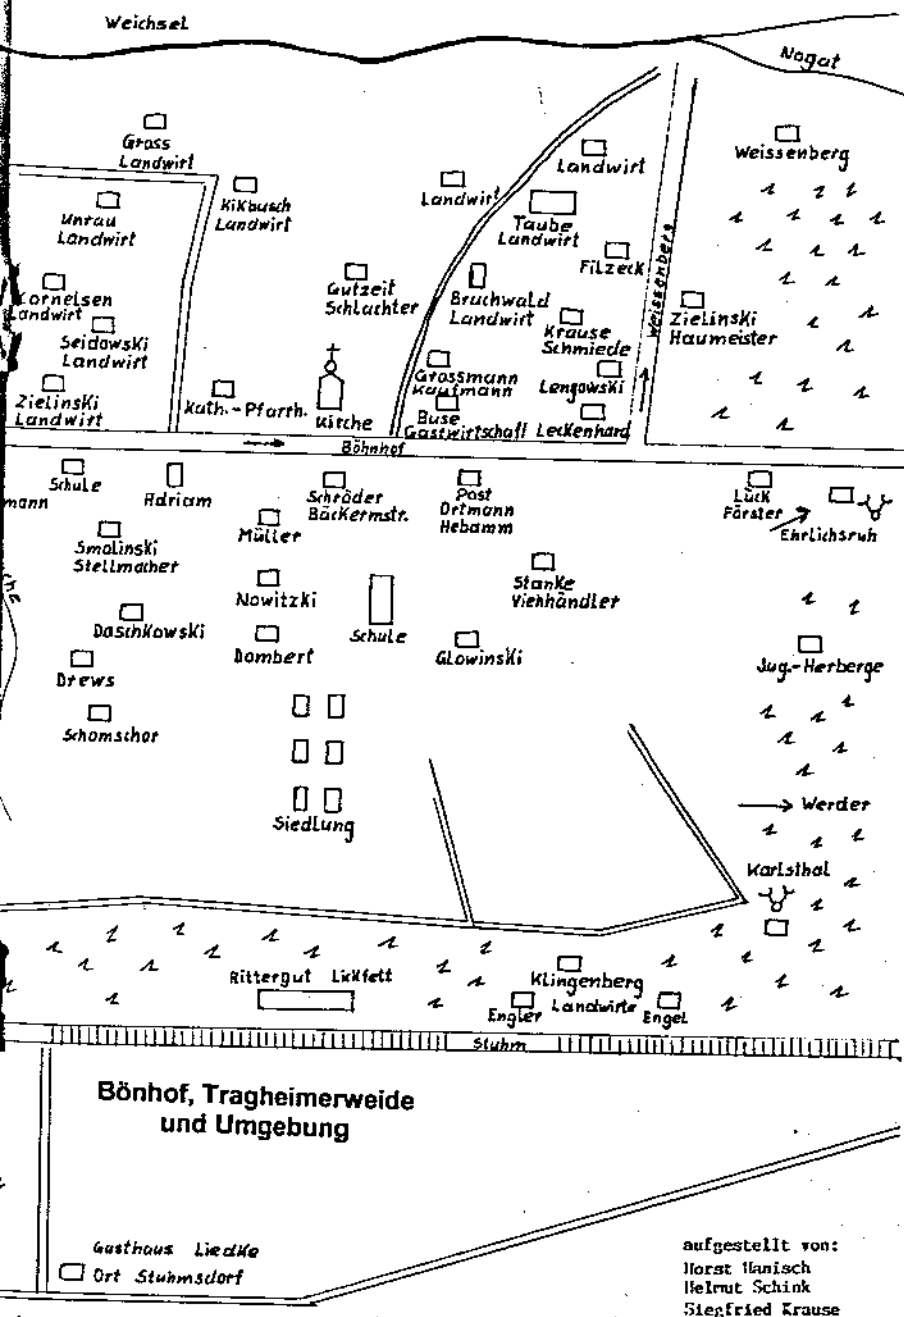 Weichsel
Nogat
Gross
Landwirt
Weissenberg
Landwirt
Landwirt
Kikbusch
Landwirt
Unrau
Landwirt
Taube
Landwirt
Filzeck
Weissenberg
Cornelsen
Landwirt
Gutzeit
Schlachter
Bruchwald
Landwirt
Zielinski
Haumeister
Seidowski
Landwirt
Krause
Schmiede
Grossmann
Kaufmann
Lengowski
Zielinski
Landwirt
Kath.-Pfarrh.
Kirche
Buse
Gastwirtschaft
Leckenhard
Böhnhof
mann
Schule
Adriam
Schröder
Bäckermstr.
Post
Ortmann
Hebamm
Lück
Förster
Ehrlichsruh
Müller
Smolinski
Stellmacher
Nowitzki
Schule
Stanke
Viehhändler
Daschkowski
Dombert
Glowinski
Jug.-Herberge
Drews
Schomschor
Siedlung
Werder
Karlsthal
Rittergut Lickfett
Klingenberg
Landwirte
Engler
Engel
Stuhm
Bönhof, Tragheimerweide
und Umgebung
Gasthaus Liedke
Ort Stuhmsdorf
aufgestellt von:
Horst Hanisch
Helmut Schink
Siegfried Krause